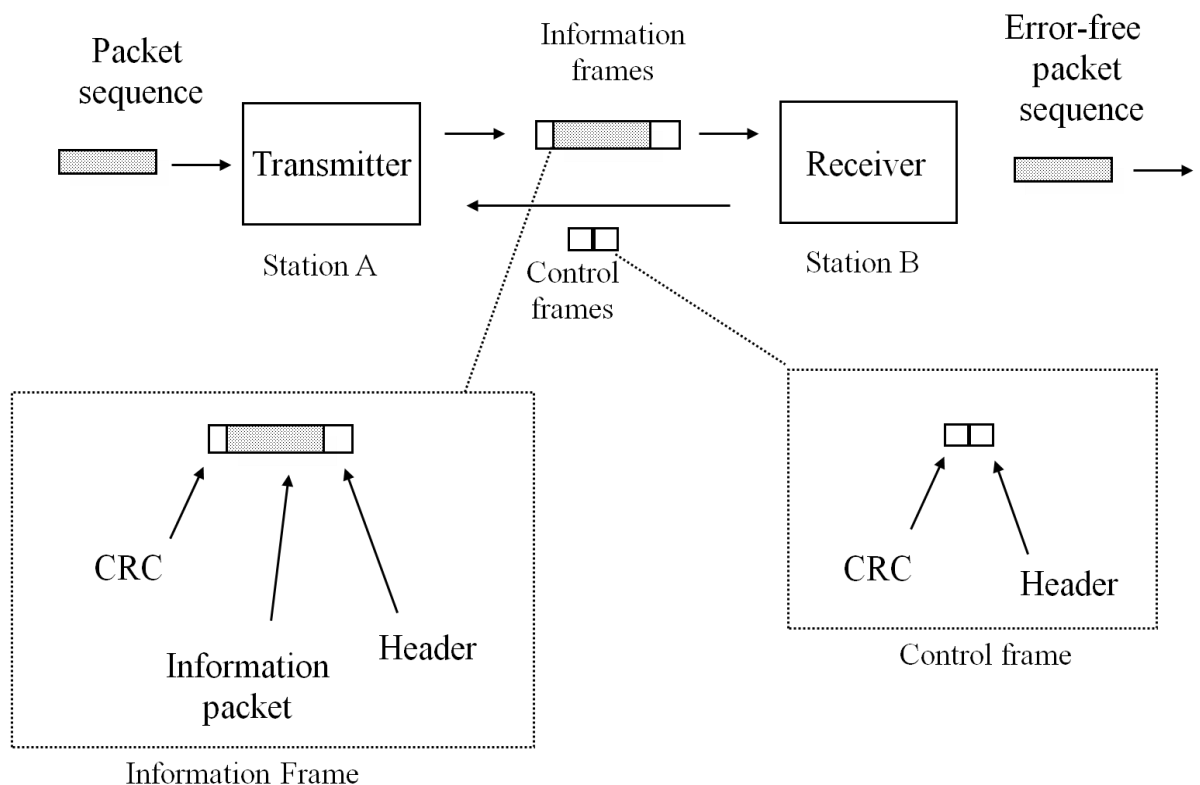 Packet
sequence
Information
frames
Error-free
packet
sequence
Transmitter
Receiver
Station A
Control
frames
Station B
CRC
Information
packet
Header
Information Frame
CRC
Header
Control frame